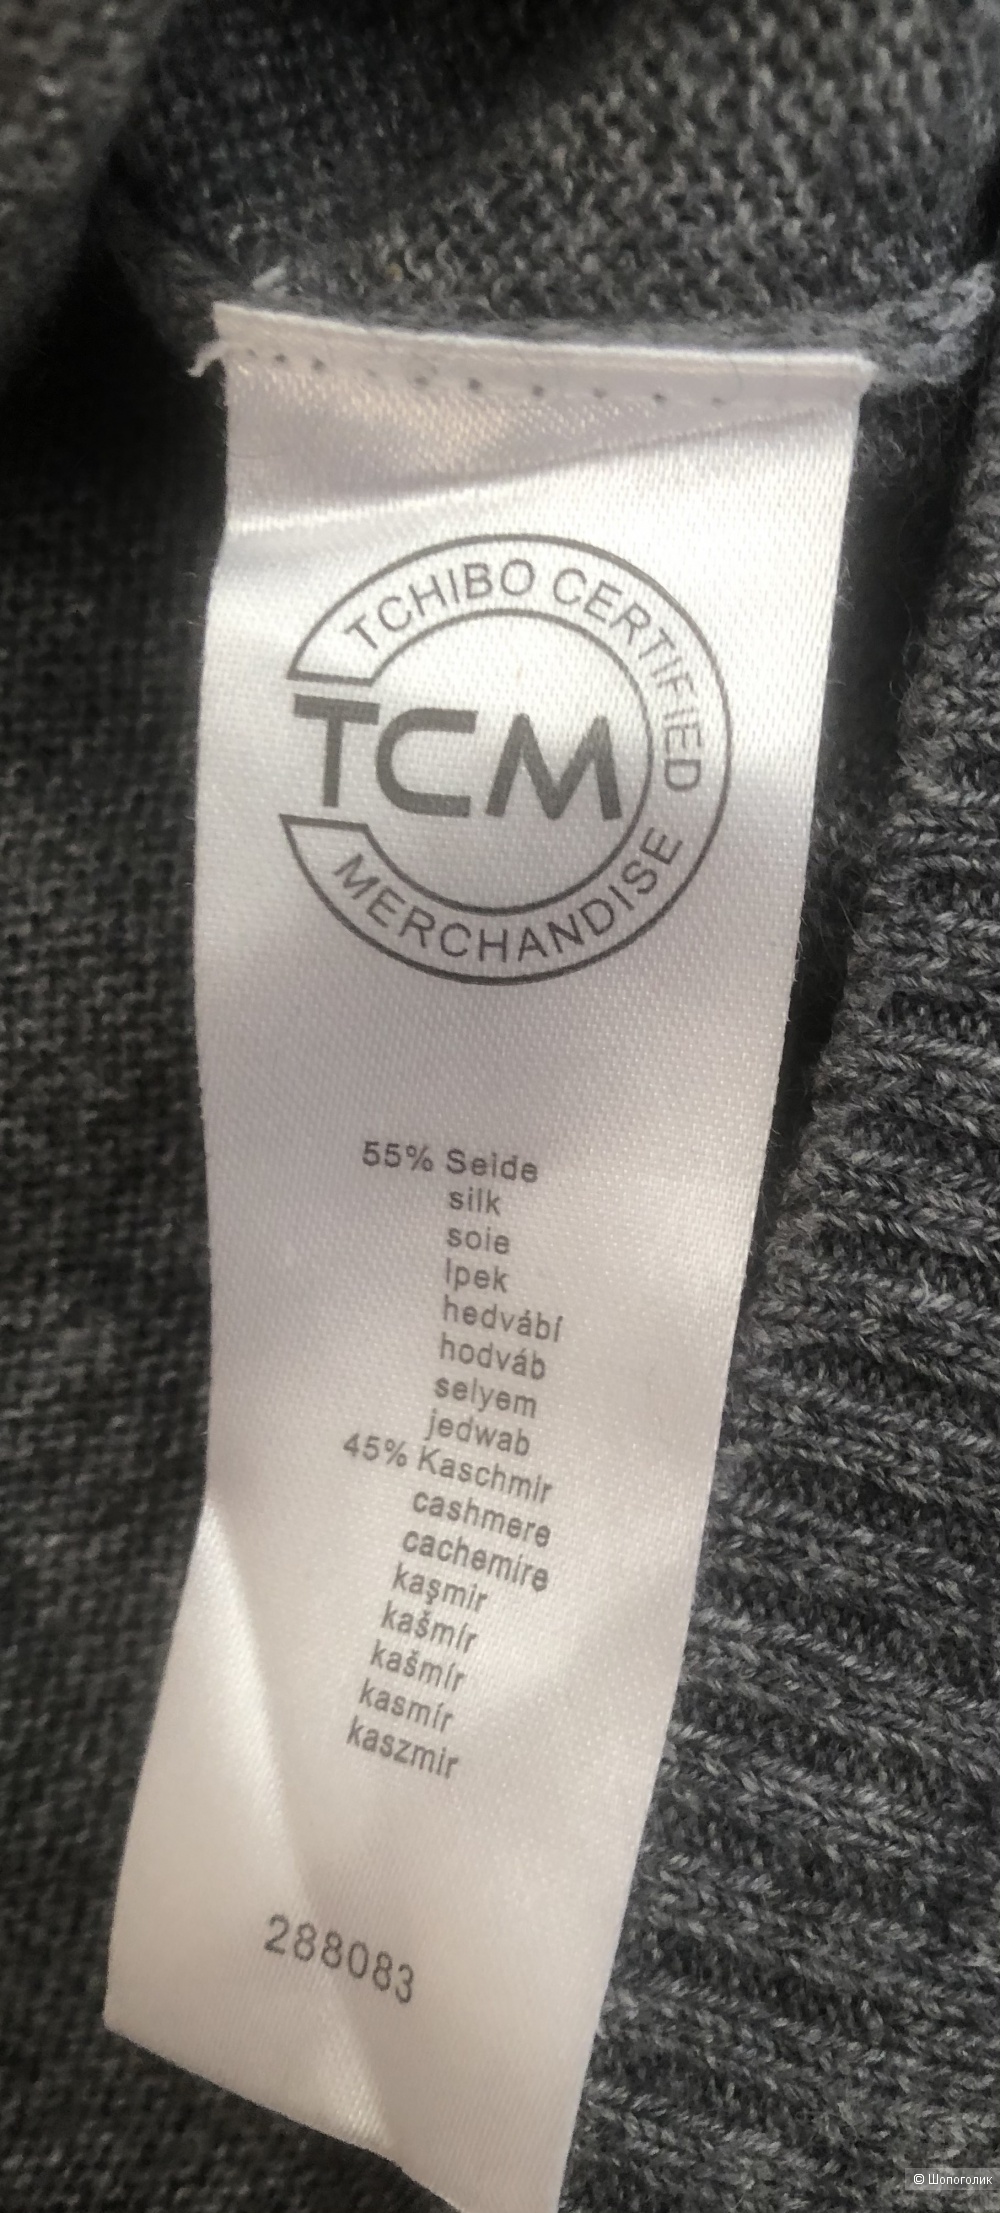 TCHIBO CERTIFIED
TCM
MERCHANDISE
55% Seide
silk
soie
Ipek
hedvábí
hodváb
selyem
jedwab
45% Kaschmir
cashmere
cachemire
kaşmir
kašmír
kašmír
kasmír
kaszmir
288083
© Шопоголик